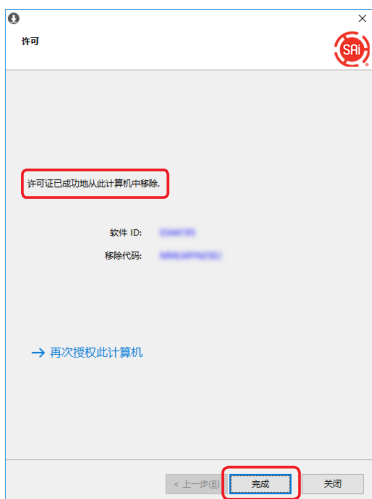 许可
SAi
许可证已成功地从此计算机中移除.
软件 ID:
移除代码:
→ 再次授权此计算机
< 上一步(B)
完成
关闭